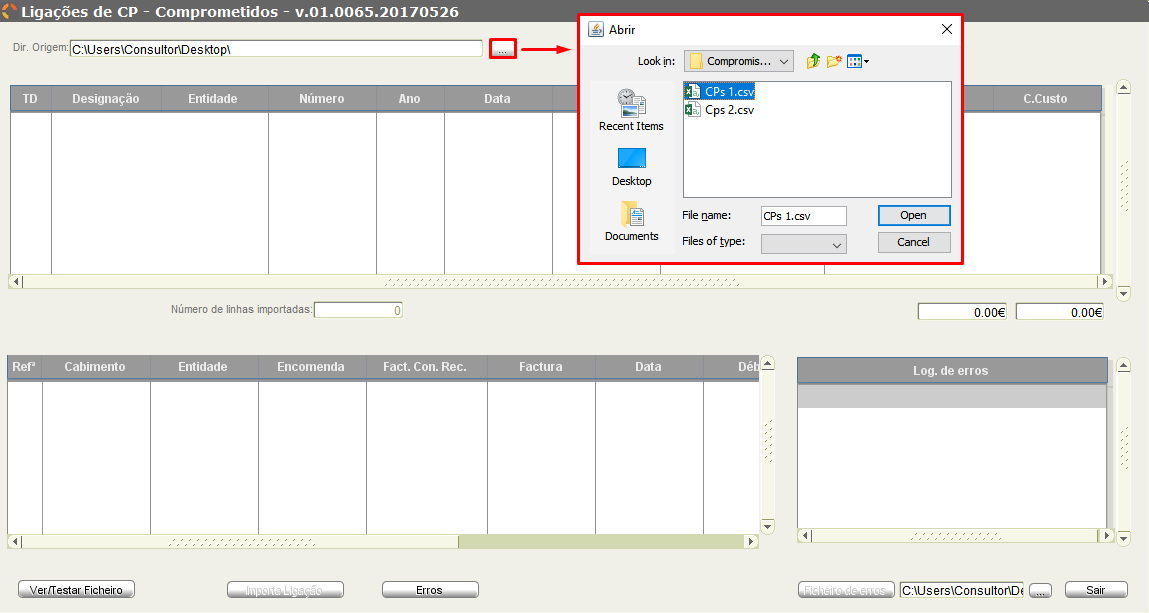 Ligações de CP - Comprometidos - v.01.0065.20170526
Dir. Origem: C:\Users\Consultor\Desktop\ ...
Abrir
Look in: Compromis...
CPs 1.csv
Cps 2.csv
Recent Items
Desktop
Documents
File name: CPs 1.csv Open
Files of type: Cancel
TD Designação Entidade Número Ano Data C.Custo
Número de linhas importadas: 0 0.00€ 0.00€
Refª Cabimento Entidade Encomenda Fact. Con. Rec. Factura Data Déb
Log. de erros
Ver/Testar Ficheiro Importa Ligação Erros Ficheiro de erros C:\Users\Consultor\De ... Sair